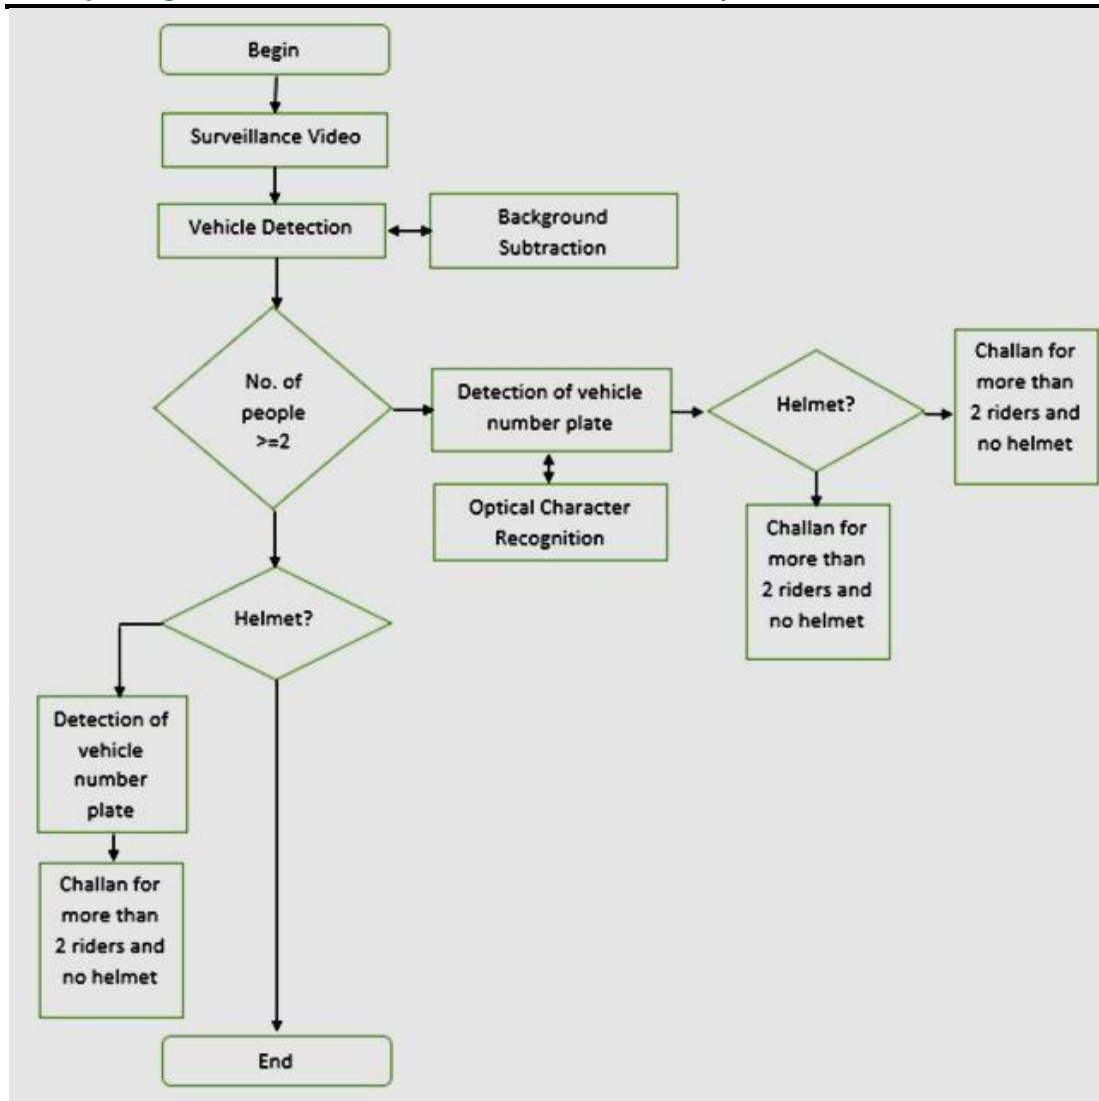 Begin
Surveillance Video
Vehicle Detection
Background
Subtraction
No. of
people
>=2
Detection of vehicle
number plate
Optical Character
Recognition
Helmet?
Challan for
more than
2 riders and
no helmet
Challan for
more than
2 riders and
no helmet
Helmet?
Detection of
vehicle
number
plate
Challan for
more than
2 riders and
no helmet
End